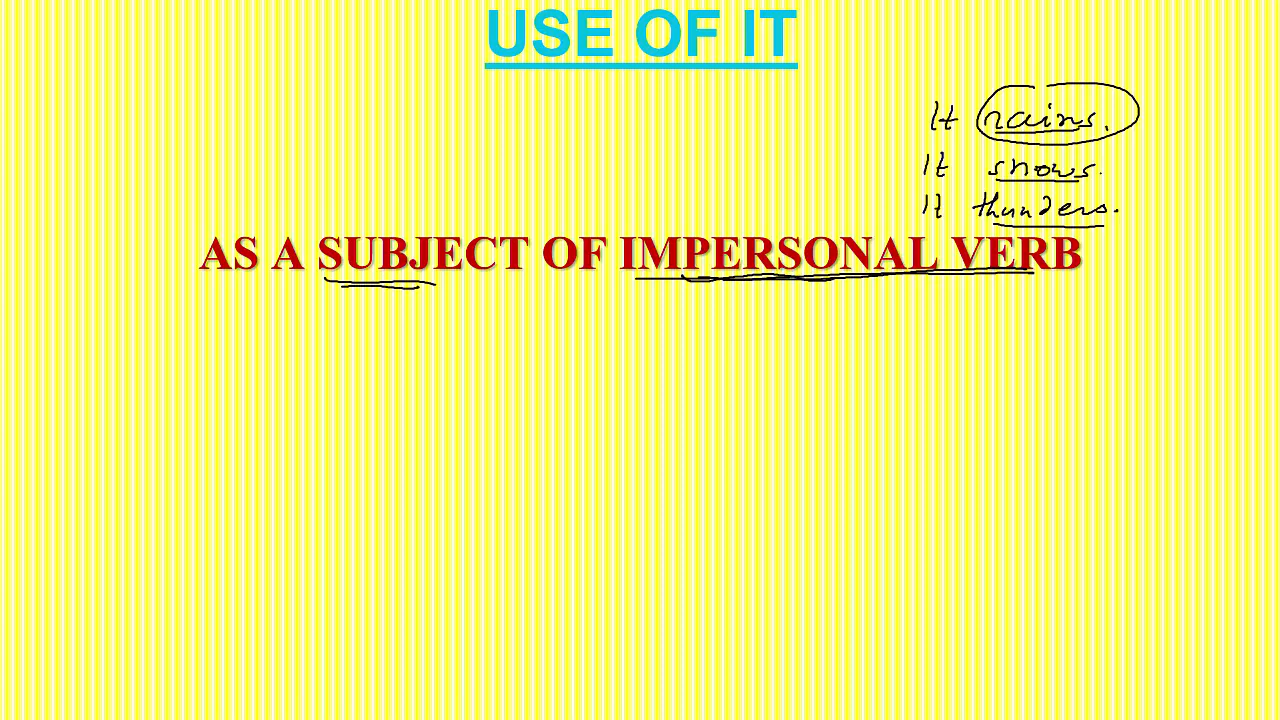 USE OF IT
It rains.
It snows.
It thunders.
AS A SUBJECT OF IMPERSONAL VERB